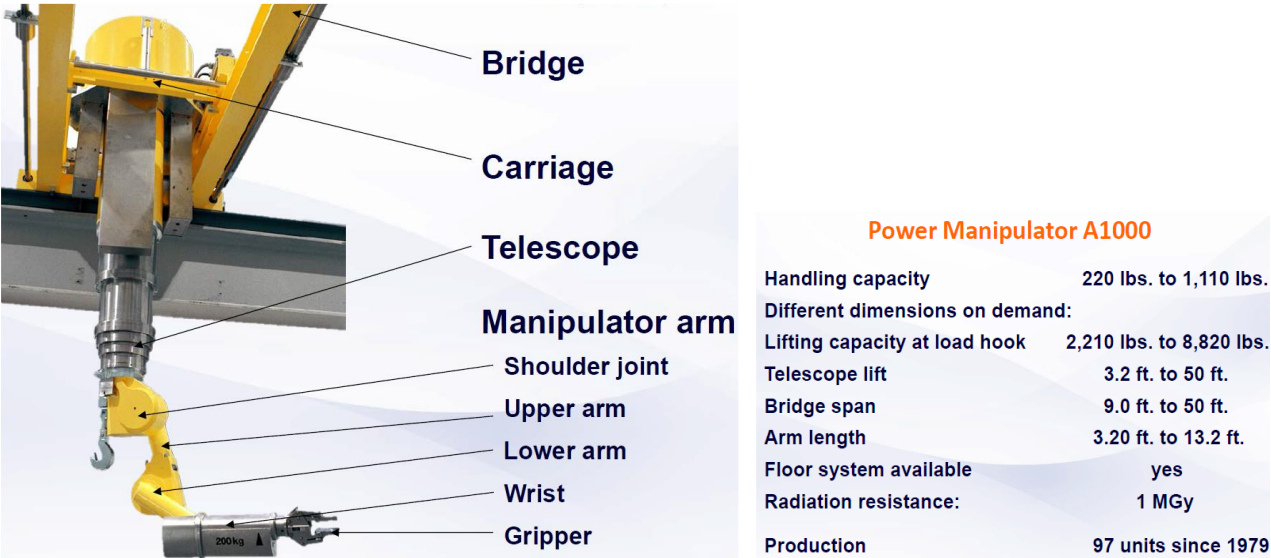 Bridge
Carriage
Telescope
Manipulator arm
Shoulder joint
Upper arm
Lower arm
Wrist
Gripper
200kg
Power Manipulator A1000
Handling capacity 220 lbs. to 1,110 lbs.
Different dimensions on demand:
Lifting capacity at load hook 2,210 lbs. to 8,820 lbs.
Telescope lift 3.2 ft. to 50 ft.
Bridge span 9.0 ft. to 50 ft.
Arm length 3.20 ft. to 13.2 ft.
Floor system available yes
Radiation resistance: 1 MGy
Production 97 units since 1979